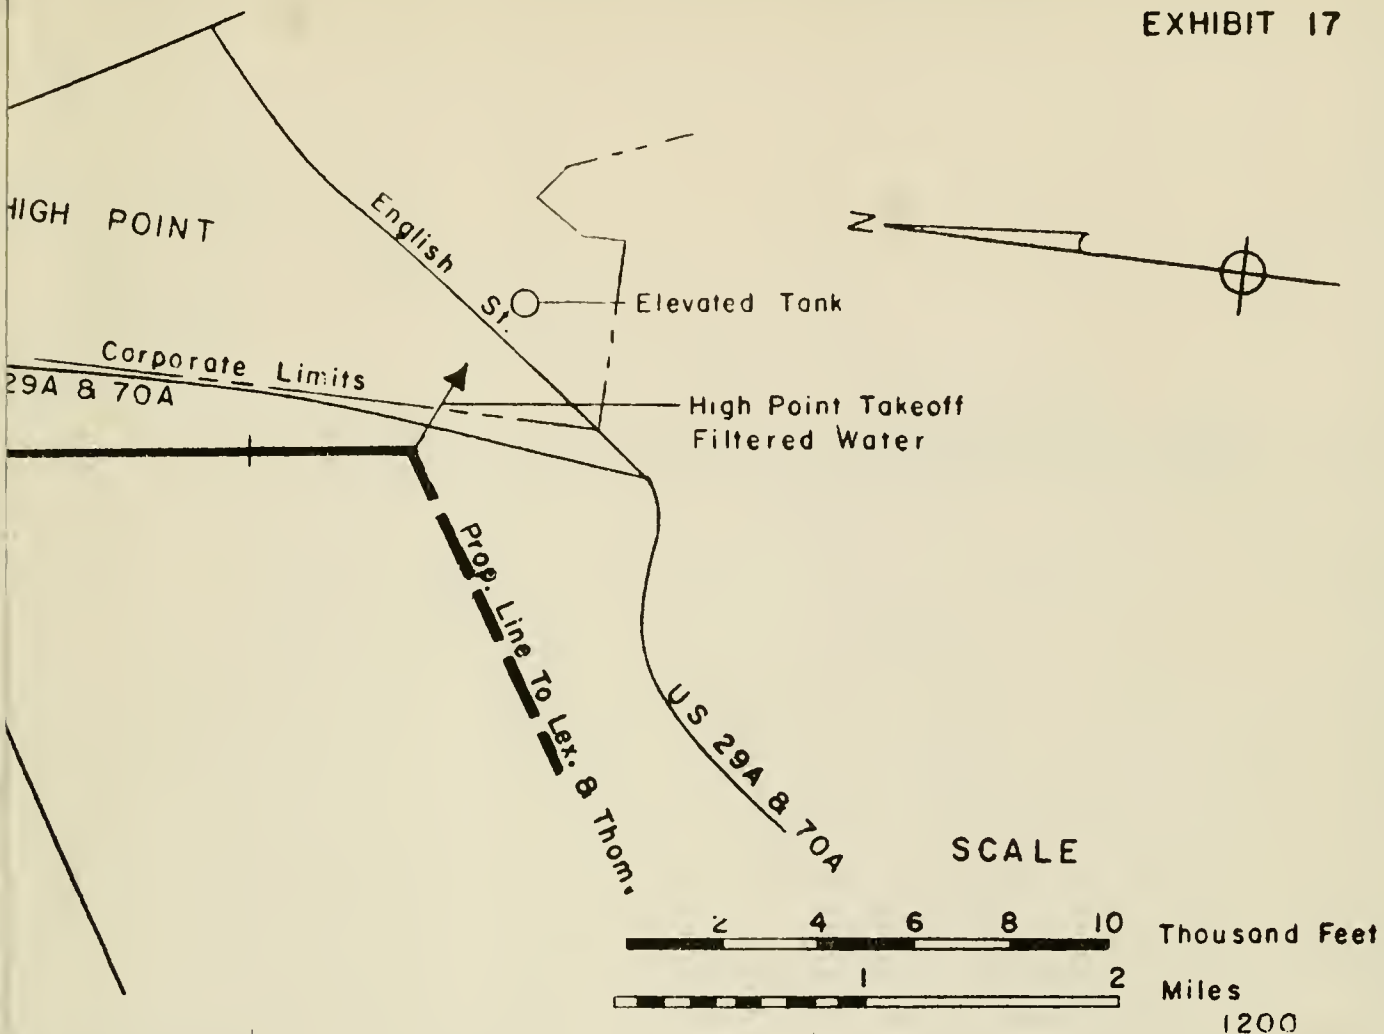 EXHIBIT 17
HIGH POINT
English St.
N
Elevated Tank
Corporate Limits
29A & 70A
High Point Takeoff
Filtered Water
Prop. Line To Lex. & Thom.
US 29A & 70A
SCALE
2 4 6 8 10
Thousand Feet
1 2
Miles
1200